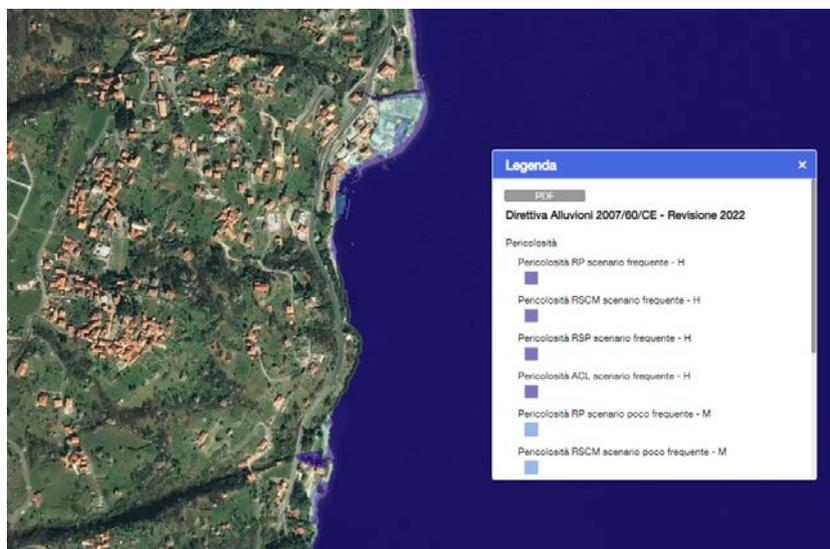 Legenda
×
PDF
Direttiva Alluvioni 2007/60/CE - Revisione 2022
Pericolosità
Pericolosità RP scenario frequente - H
Pericolosità RSCM scenario frequente - H
Pericolosità RSP scenario frequente - H
Pericolosità ACL scenario frequente - H
Pericolosità RP scenario poco frequente - M
Pericolosità RSCM scenario poco frequente - M